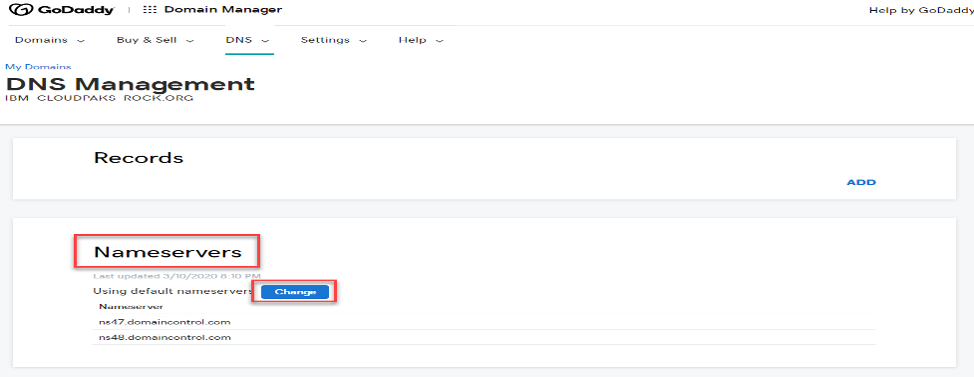 GoDaddy Domain Manager Help by GoDaddy
Domains Buy & Sell DNS Settings Help
My Domains
DNS Management
IBM CLOUDPAKS ROCK.ORG
Records
ADD
Nameservers
Last updated 3/10/2020 8:10 PM
Using default nameservers Change
Nameserver
ns47.domaincontrol.com
ns48.domaincontrol.com